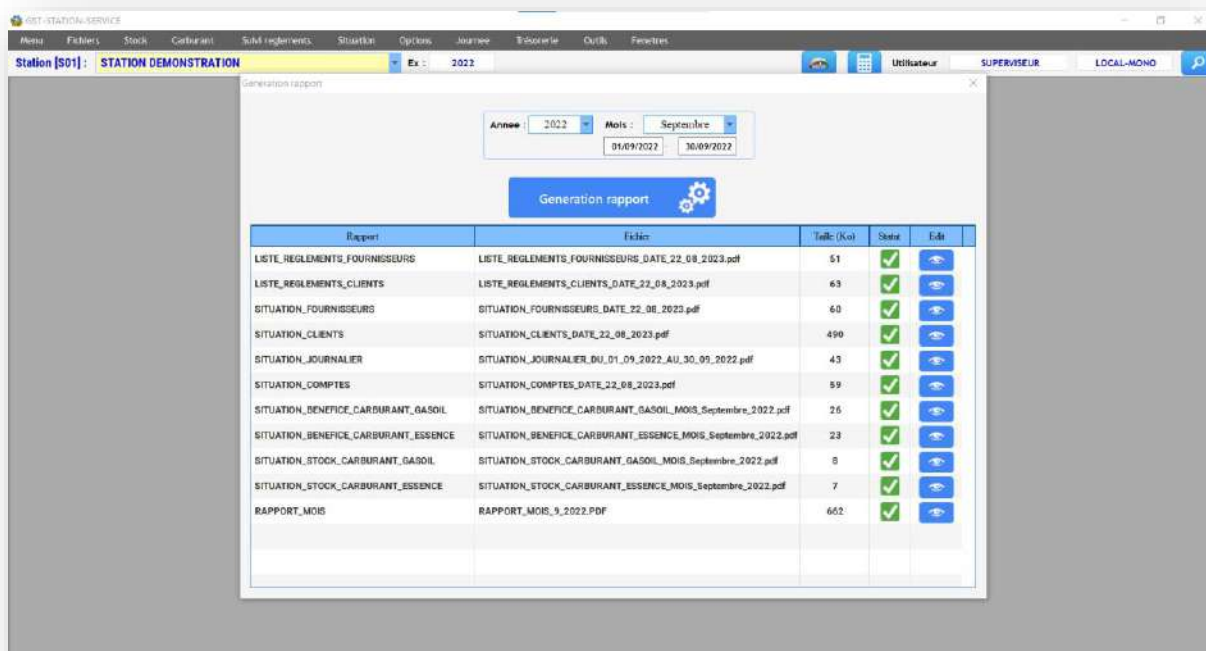 GST-STATION-SERVICE
Menu Fichiers Stock Carburant Suivi reglements Situation Options Journee Trésorerie Outils Fenetres
Station [S01] : STATION DEMONSTRATION Ex : 2022 Utilisateur SUPERVISEUR LOCAL-MONO
Generation rapport
Annee : 2022 Mois : Septembre
01/09/2022 - 30/09/2022
Generation rapport
Rapport Fichier Taille (Ko) Statut Edit
LISTE_REGLEMENTS_FOURNISSEURS LISTE_REGLEMENTS_FOURNISSEURS_DATE_22_08_2023.pdf 51
LISTE_REGLEMENTS_CLIENTS LISTE_REGLEMENTS_CLIENTS_DATE_22_08_2023.pdf 63
SITUATION_FOURNISSEURS SITUATION_FOURNISSEURS_DATE_22_08_2023.pdf 60
SITUATION_CLIENTS SITUATION_CLIENTS_DATE_22_08_2023.pdf 490
SITUATION_JOURNALIER SITUATION_JOURNALIER_DU_01_09_2022_AU_30_09_2022.pdf 43
SITUATION_COMPTES SITUATION_COMPTES_DATE_22_08_2023.pdf 59
SITUATION_BENEFICE_CARBURANT_GASOIL SITUATION_BENEFICE_CARBURANT_GASOIL_MOIS_Septembre_2022.pdf 26
SITUATION_BENEFICE_CARBURANT_ESSENCE SITUATION_BENEFICE_CARBURANT_ESSENCE_MOIS_Septembre_2022.pdf 23
SITUATION_STOCK_CARBURANT_GASOIL SITUATION_STOCK_CARBURANT_GASOIL_MOIS_Septembre_2022.pdf 8
SITUATION_STOCK_CARBURANT_ESSENCE SITUATION_STOCK_CARBURANT_ESSENCE_MOIS_Septembre_2022.pdf 7
RAPPORT_MOIS RAPPORT_MOIS_9_2022.PDF 662